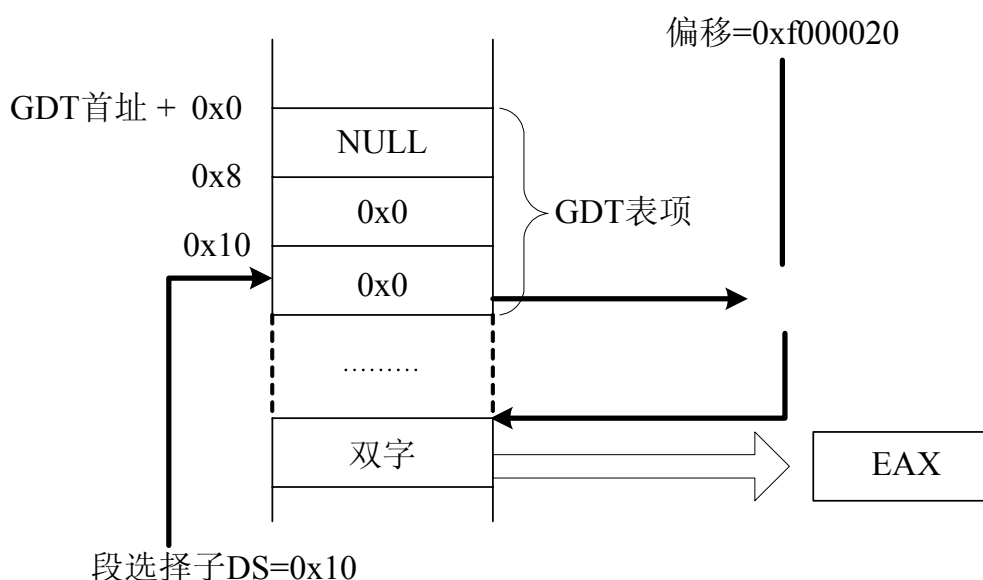 偏移=0xf000020
GDT首址 + 0x0
NULL
0x8
0x0
GDT表项
0x10
0x0
.........
双字
EAX
段选择子DS=0x10